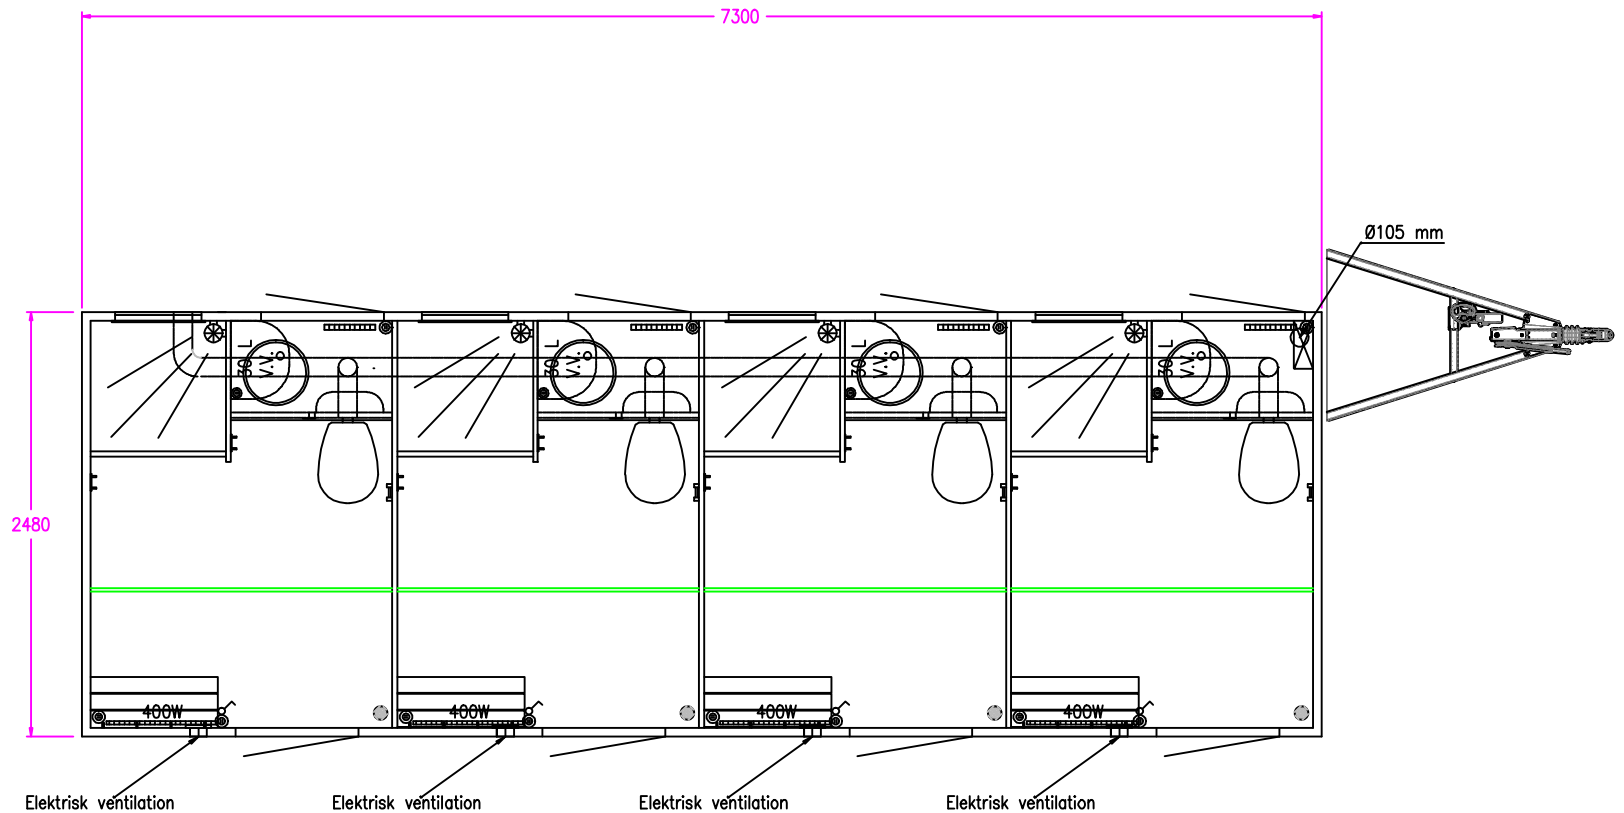 7300
Ø105 mm
30 L
V.V.
30 L
V.V.
30 L
V.V.
30 L
V.V.
2480
400W
400W
400W
400W
Elektrisk ventilation
Elektrisk ventilation
Elektrisk ventilation
Elektrisk ventilation